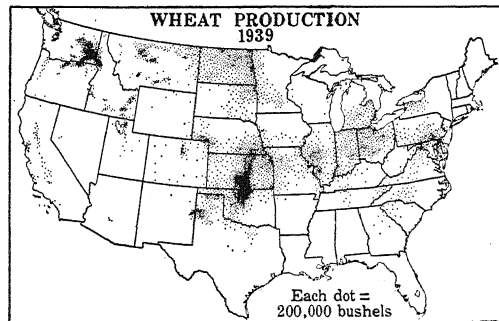 WHEAT PRODUCTION
1939
Each dot =
200,000 bushels